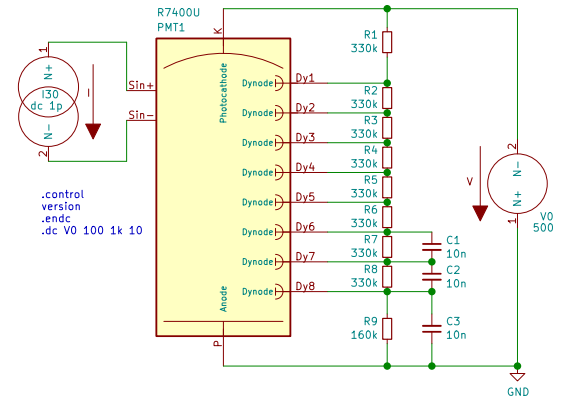 R7400U
PMT1
K
Photocathode
Anode
P
Sin+
Sin-
1
N+
I30
dc 1p
N-
2
I
.control
version
.endc
.dc V0 100 1k 10
Dynode Dy1
Dynode Dy2
Dynode Dy3
Dynode Dy4
Dynode Dy5
Dynode Dy6
Dynode Dy7
Dynode Dy8
R1
330k
R2
330k
R3
330k
R4
330k
R5
330k
R6
330k
R7
330k
R8
330k
R9
160k
C1
10n
C2
10n
C3
10n
V
2
N-
N+
1
V0
500
GND